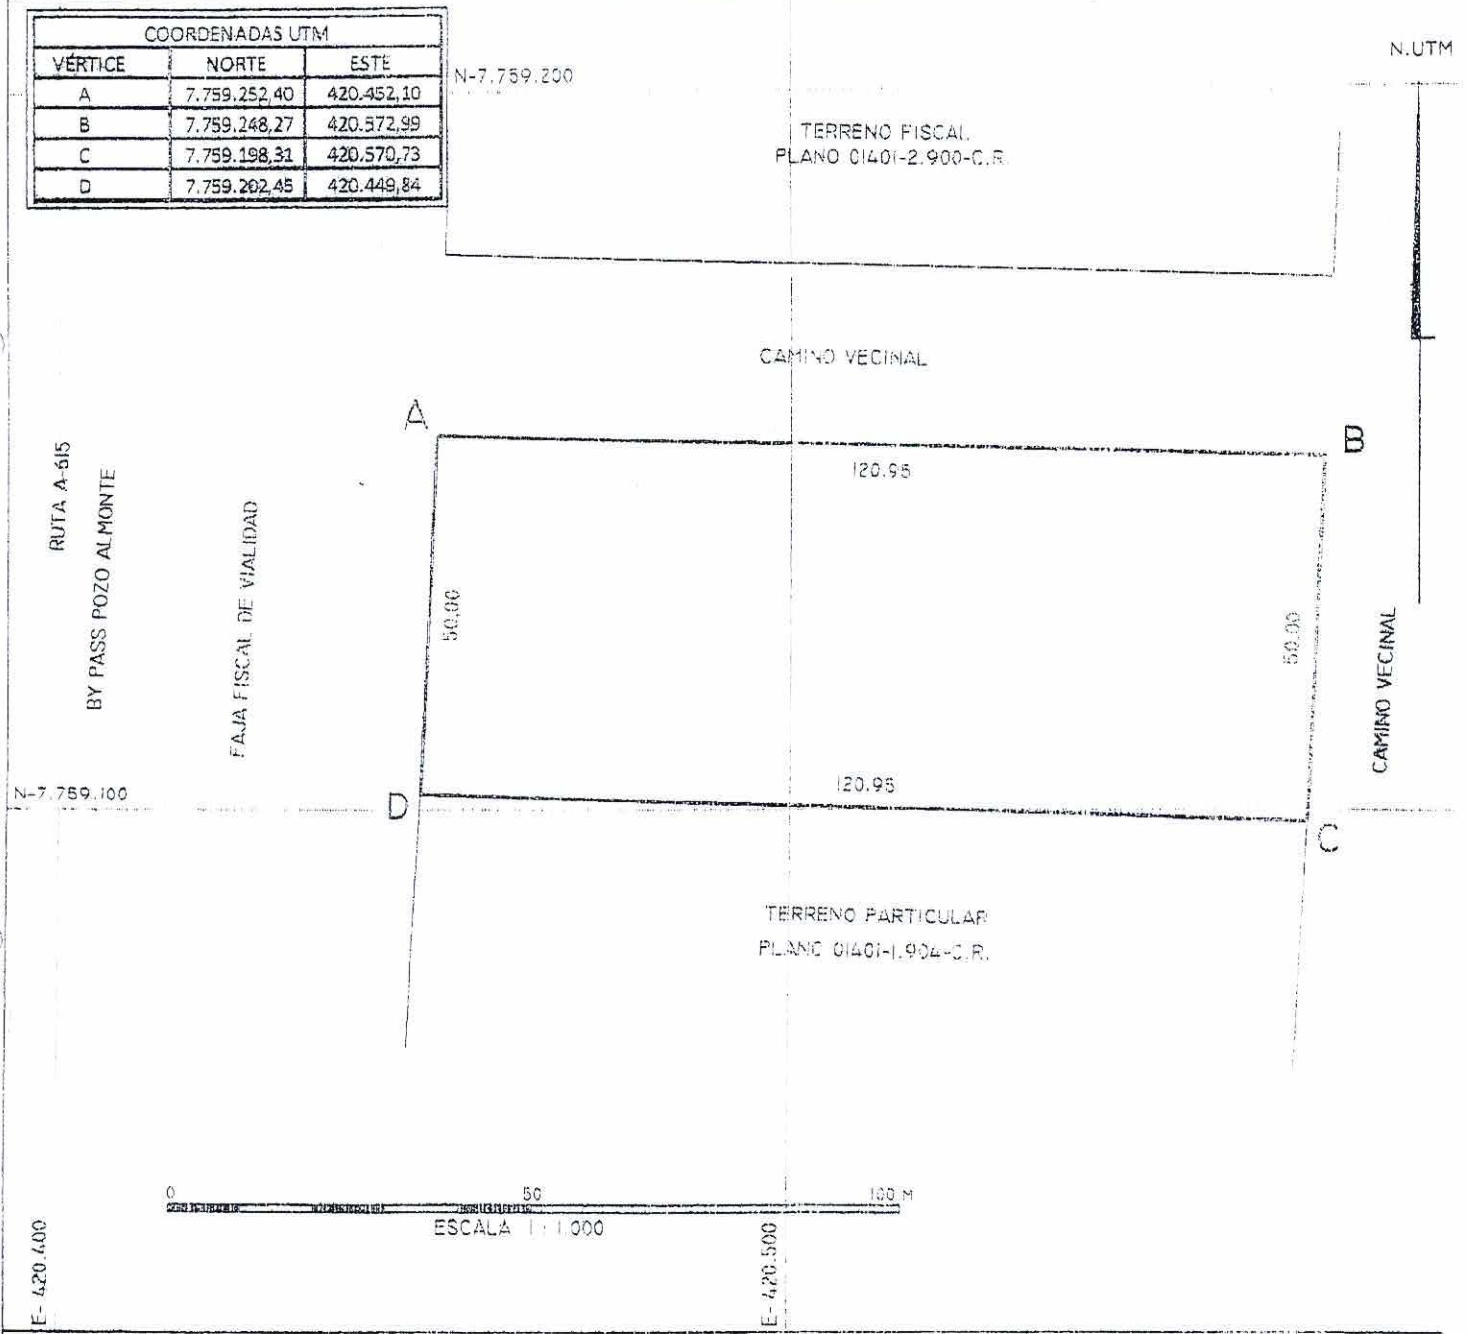 COORDENADAS UTM
VÉRTICE NORTE ESTE
A 7.759.252,40 420.452,10
B 7.759.248,27 420.572,99
C 7.759.198,31 420.570,73
D 7.759.202,45 420.449,84
N-7.759.200
N.UTM
TERRENO FISCAL
PLANO 01401-2.900-C.R.
CAMINO VECINAL
A
B
120.95
RUTA A-615
BY PASS POZO ALMONTE
FAJA FISCAL DE VIALIDAD
50.00
50.00
CAMINO VECINAL
N-7.759.100
D
120.95
C
TERRENO PARTICULAR
PLANO 01401-1.904-C.R.
0 50 100 M
ESCALA 1 : 1.000
E- 420.400
E- 420.500